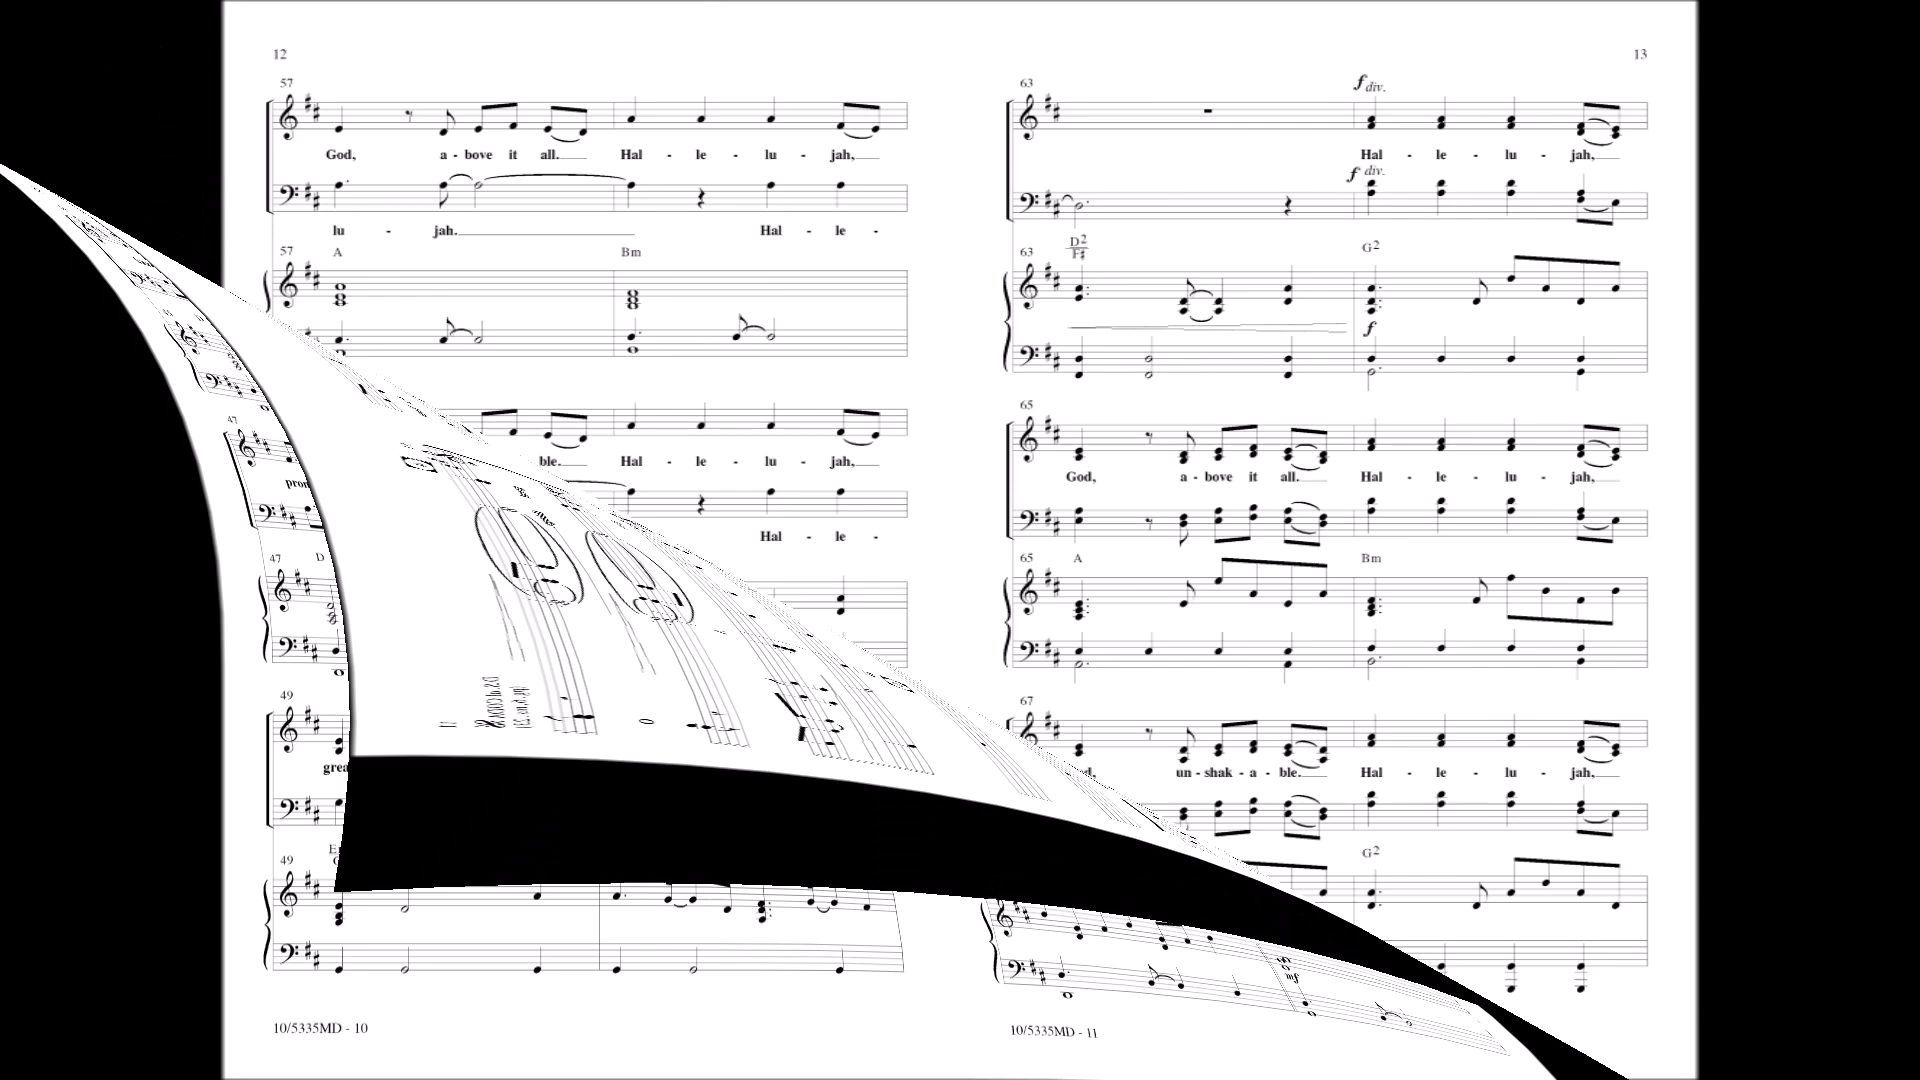 12
57
God, a - bove it all. Hal - le - lu - jah,
lu - jah. Hal - le -
57 A Bm
47
47 D
ble. Hal - le - lu - jah,
Hal - le -
49
49
10/5335MD - 10
13
63 f div.
Hal - le - lu - jah,
f div.
63 D2 F♯ G2
f
65
God, a - bove it all. Hal - le - lu - jah,
65 A Bm
67
un - shak - a - ble. Hal - le - lu - jah,
G2
mf
10/5335MD - 11